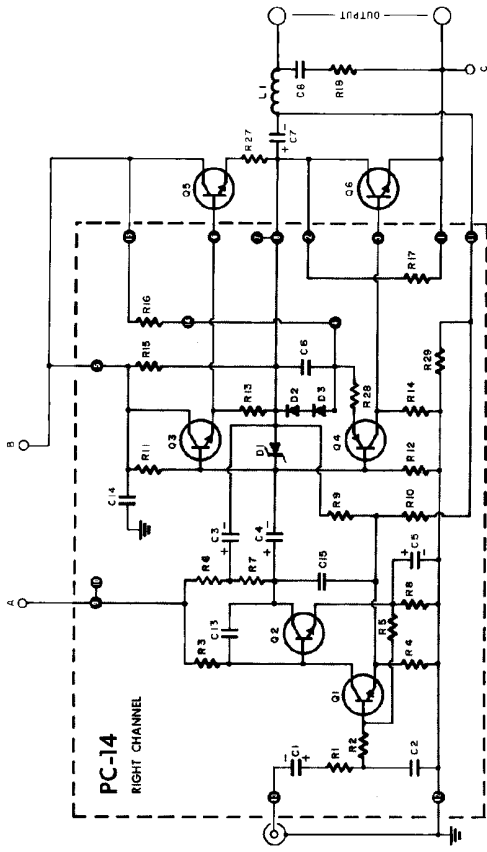 OUTPUT
L1
C8
R18
C
C7
+
-
R27
Q5
Q6
B
R16
R17
R15
C6
R29
Q3
R13
D2
D3
R28
R14
D1
Q4
R11
R12
C14
R9
R10
C3
+
-
C4
+
-
R6
R7
C15
C5
+
-
A
R3
C13
Q2
R5
R8
Q1
R4
R2
PC-14
RIGHT CHANNEL
C1
-
+
R1
C2